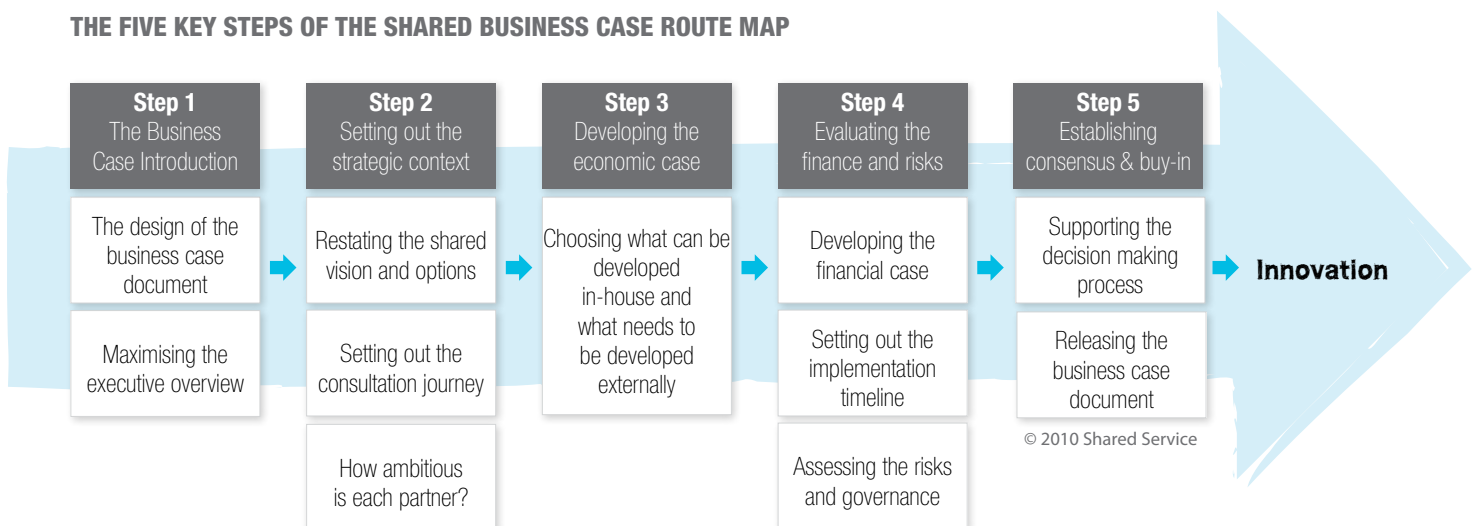 THE FIVE KEY STEPS OF THE SHARED BUSINESS CASE ROUTE MAP
Step 1
The Business
Case Introduction
The design of the
business case
document
Maximising the
executive overview
Step 2
Setting out the
strategic context
Restating the shared
vision and options
Setting out the
consultation journey
How ambitious
is each partner?
Step 3
Developing the
economic case
Choosing what can be
developed
in-house and
what needs to
be developed
externally
Step 4
Evaluating the
finance and risks
Developing the
financial case
Setting out the
implementation
timeline
Assessing the risks
and governance
Step 5
Establishing
consensus & buy-in
Supporting the
decision making
process
Releasing the
business case
document
© 2010 Shared Service
Innovation